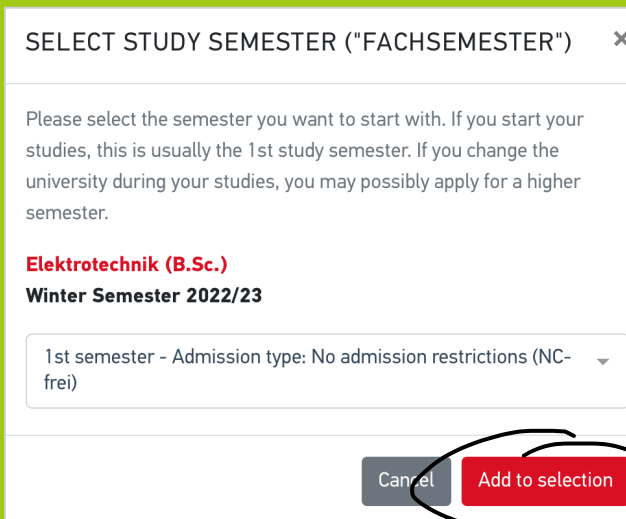 SELECT STUDY SEMESTER ("FACHSEMESTER")
Please select the semester you want to start with. If you start your
studies, this is usually the 1st study semester. If you change the
university during your studies, you may possibly apply for a higher
semester.
Elektrotechnik (B.Sc.)
Winter Semester 2022/23
1st semester - Admission type: No admission restrictions (NC-
frei)
Cancel Add to selection